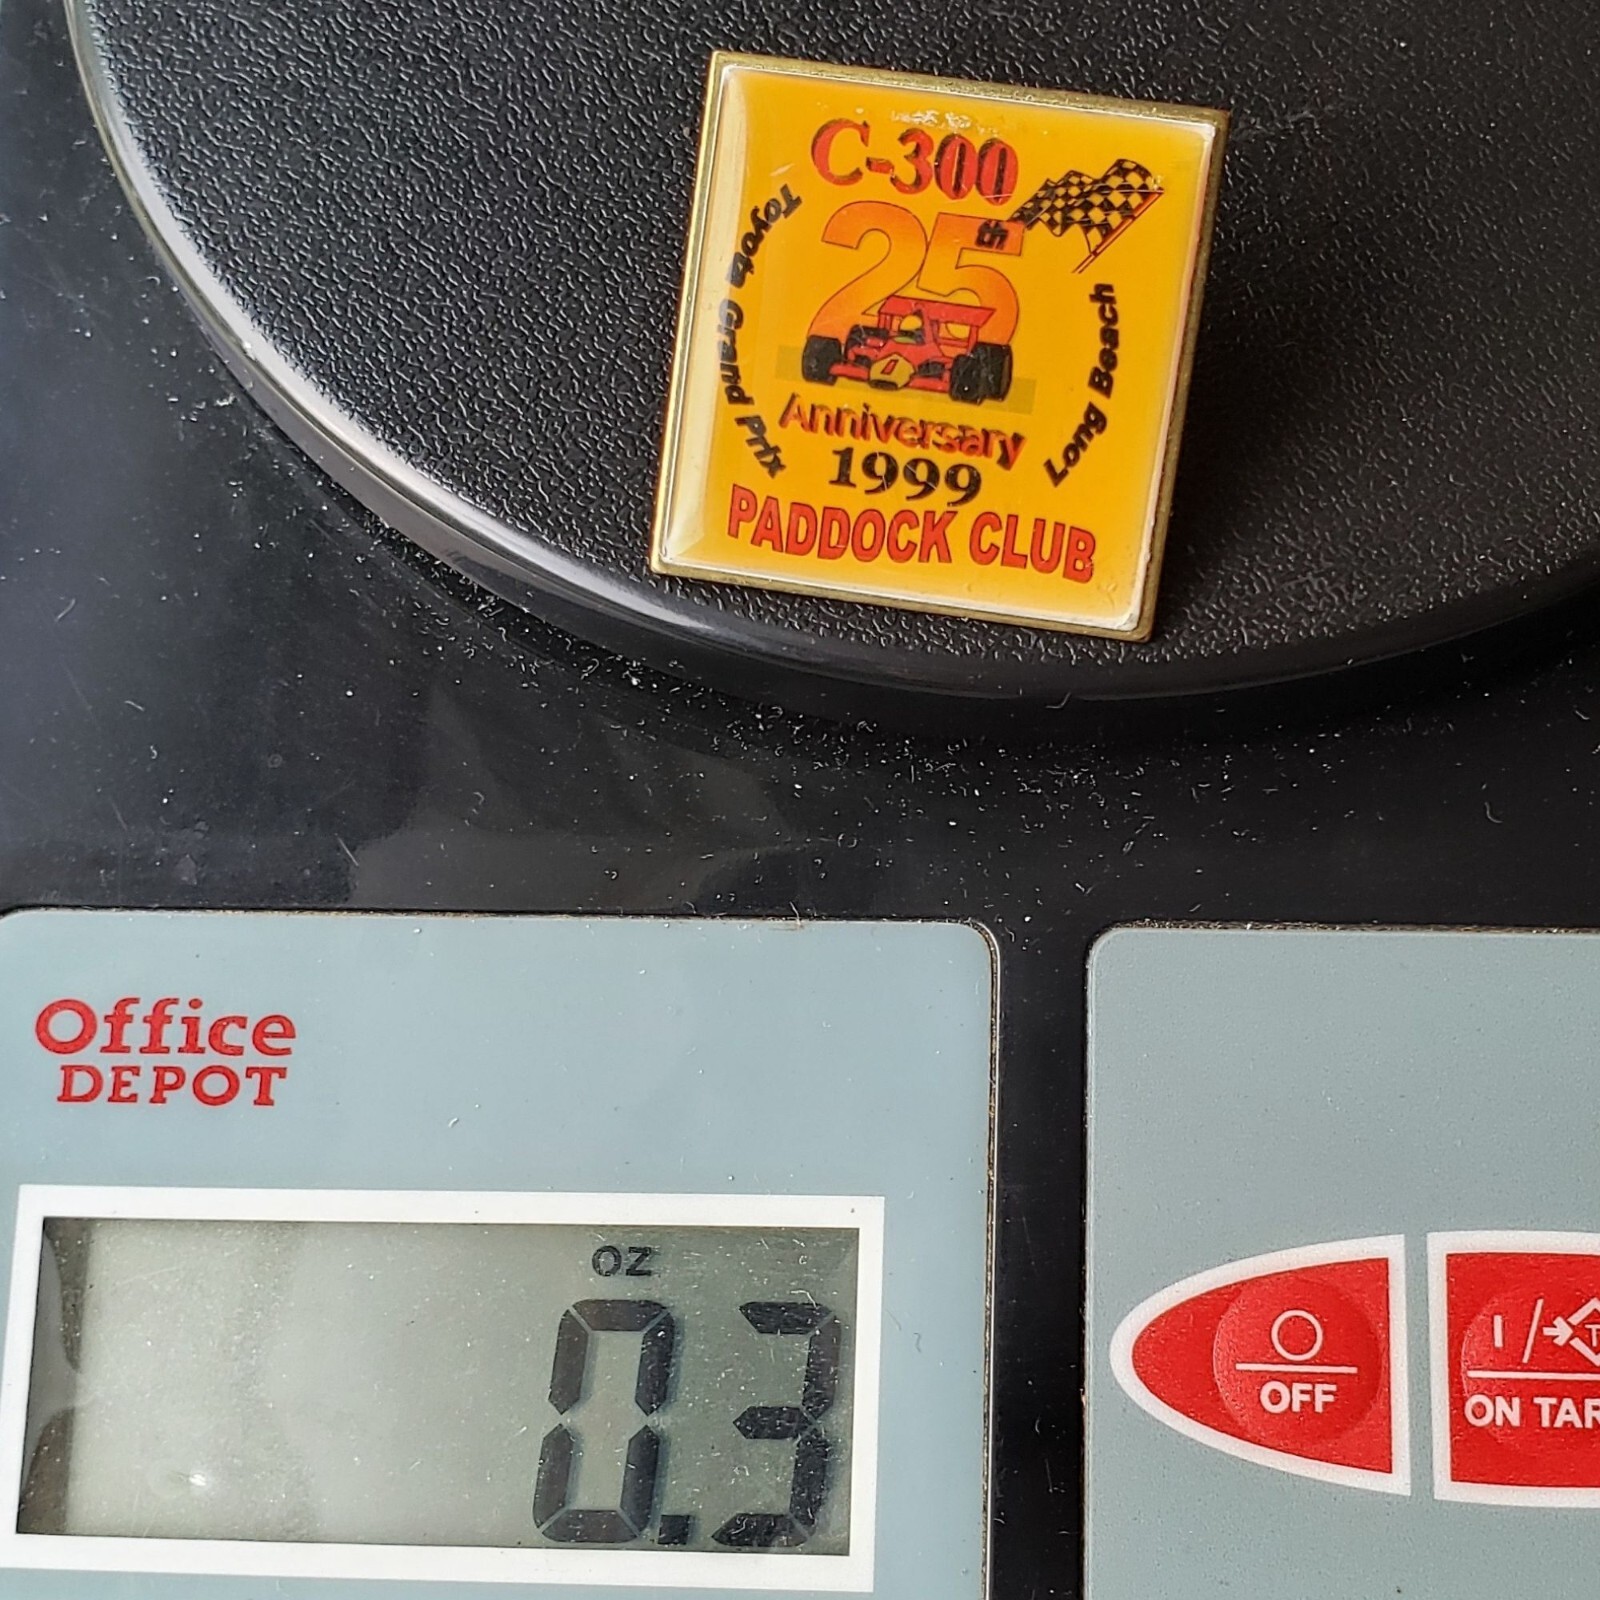 C-300
25th
Toyota Grand Prix
Long Beach
Anniversary
1999
PADDOCK CLUB
Office
DEPOT
OZ
0.3
OFF
I/
ON TAR